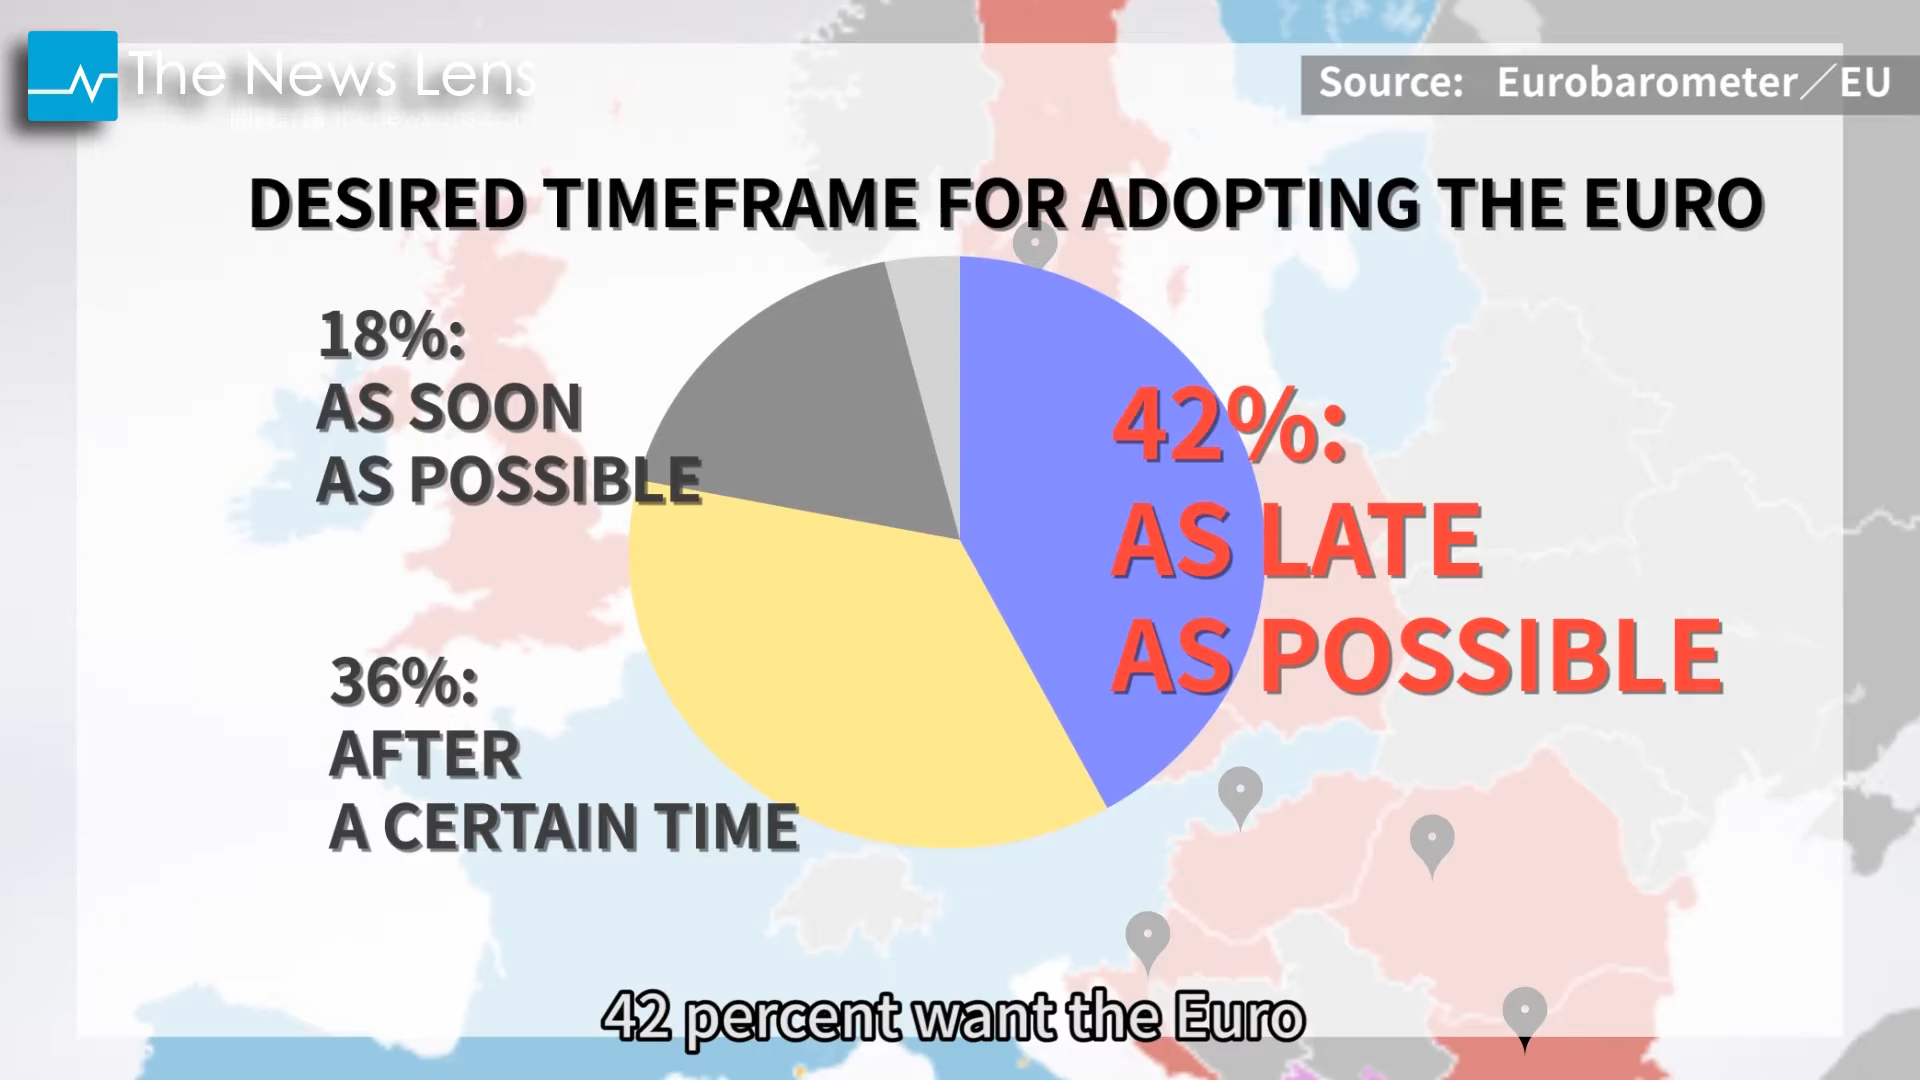 The News Lens
Source: Eurobarometer／EU
DESIRED TIMEFRAME FOR ADOPTING THE EURO
18%:
AS SOON
AS POSSIBLE
42%:
AS LATE
AS POSSIBLE
36%:
AFTER
A CERTAIN TIME
42 percent want the Euro